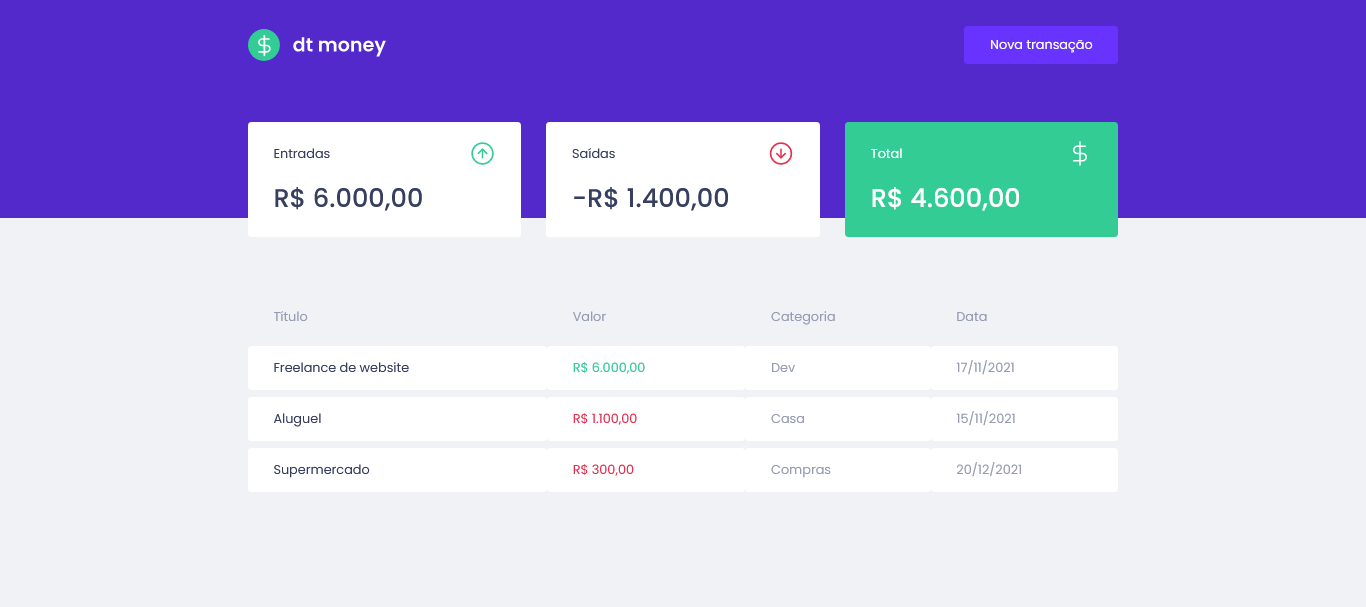 dt money
Nova transação
Entradas
Saídas
Total
R$ 6.000,00
-R$ 1.400,00
R$ 4.600,00
Título Valor Categoria Data
Freelance de website R$ 6.000,00 Dev 17/11/2021
Aluguel R$ 1.100,00 Casa 15/11/2021
Supermercado R$ 300,00 Compras 20/12/2021